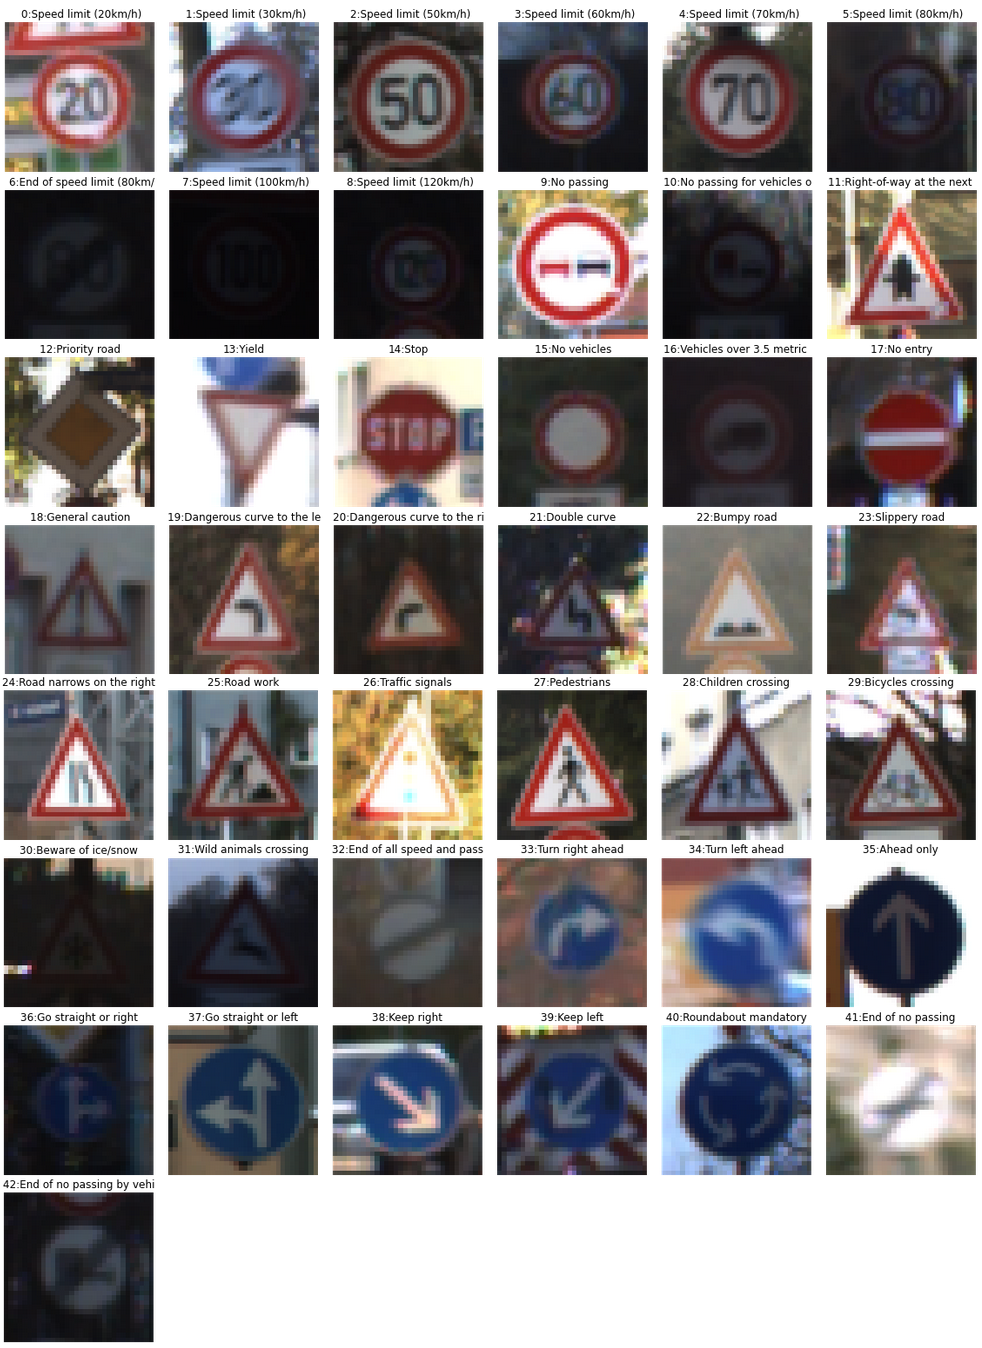 0:Speed limit (20km/h) 1:Speed limit (30km/h) 2:Speed limit (50km/h) 3:Speed limit (60km/h) 4:Speed limit (70km/h) 5:Speed limit (80km/h)
20 30 50 60 70 80
6:End of speed limit (80km/ 7:Speed limit (100km/h) 8:Speed limit (120km/h) 9:No passing 10:No passing for vehicles o 11:Right-of-way at the next
80 100 120
12:Priority road 13:Yield 14:Stop 15:No vehicles 16:Vehicles over 3.5 metric 17:No entry
STOP
18:General caution 19:Dangerous curve to the le 20:Dangerous curve to the ri 21:Double curve 22:Bumpy road 23:Slippery road
24:Road narrows on the right 25:Road work 26:Traffic signals 27:Pedestrians 28:Children crossing 29:Bicycles crossing
30:Beware of ice/snow 31:Wild animals crossing 32:End of all speed and pass 33:Turn right ahead 34:Turn left ahead 35:Ahead only
36:Go straight or right 37:Go straight or left 38:Keep right 39:Keep left 40:Roundabout mandatory 41:End of no passing
42:End of no passing by vehi